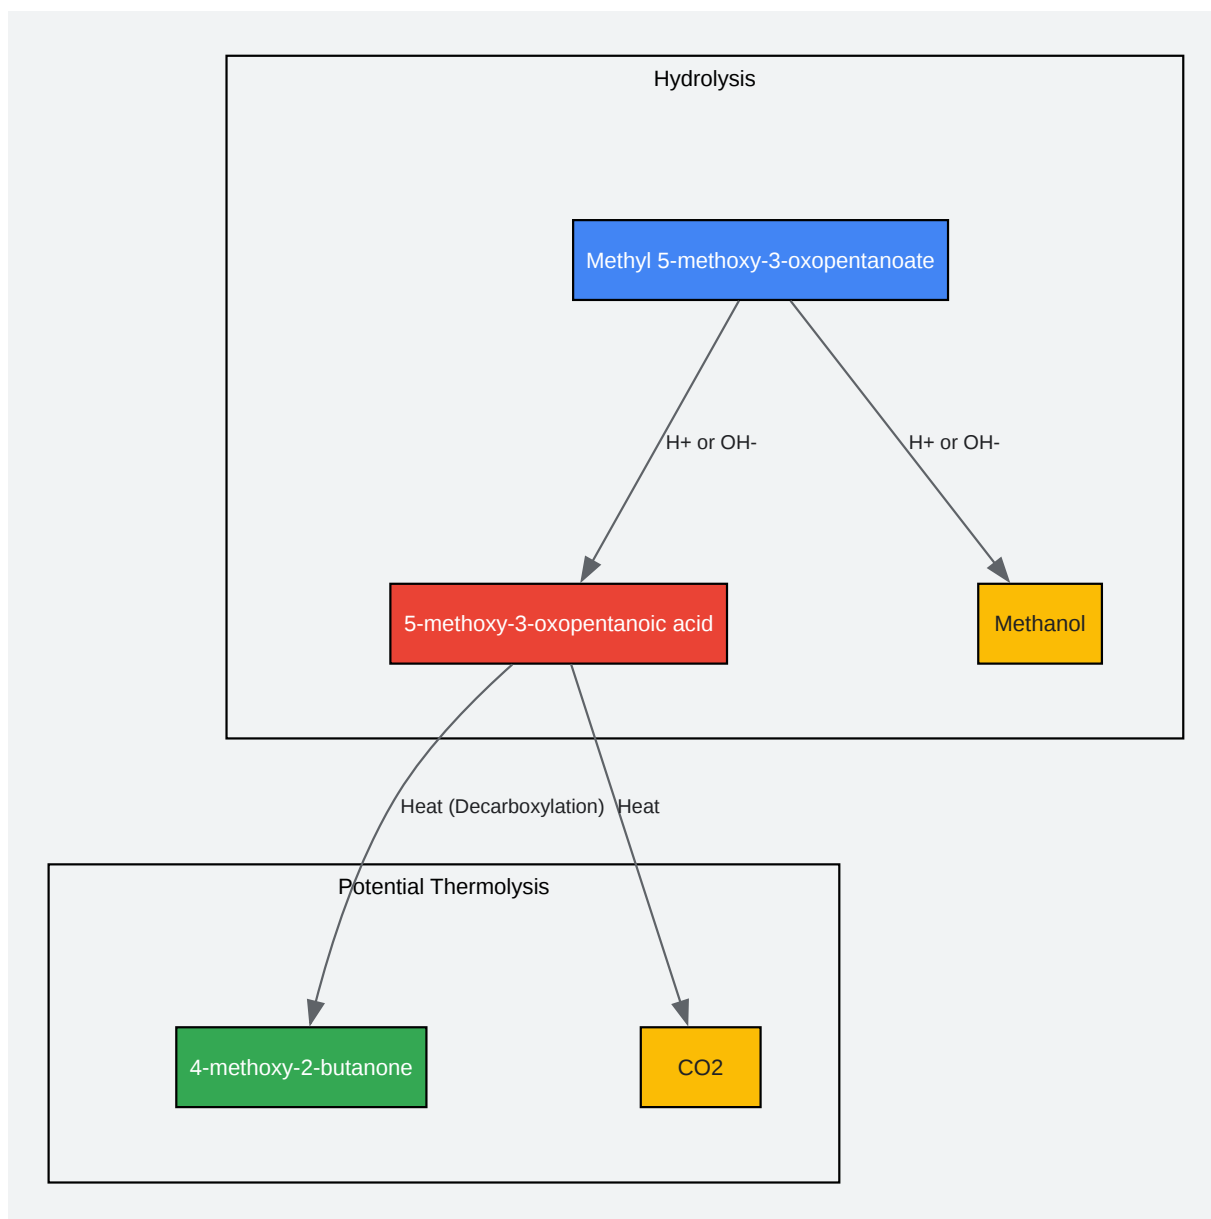 Hydrolysis
Methyl 5-methoxy-3-oxopentanoate
H+ or OH-
H+ or OH-
5-methoxy-3-oxopentanoic acid
Methanol
Heat (Decarboxylation)
Heat
Potential Thermolysis
4-methoxy-2-butanone
CO2